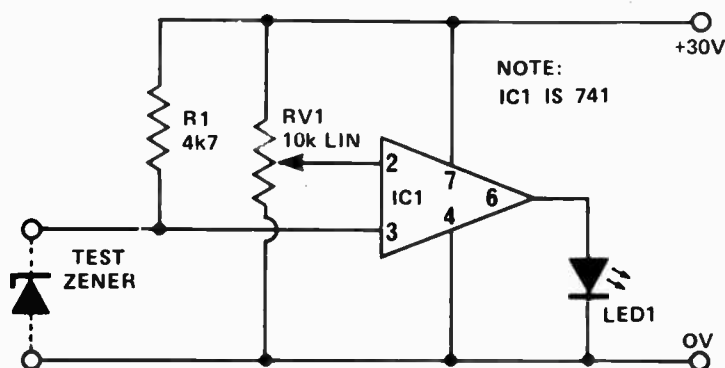 +30V
NOTE:
IC1 IS 741
R1
4k7
RV1
10k LIN
2
7
IC1
6
4
3
TEST
ZENER
LED1
0V